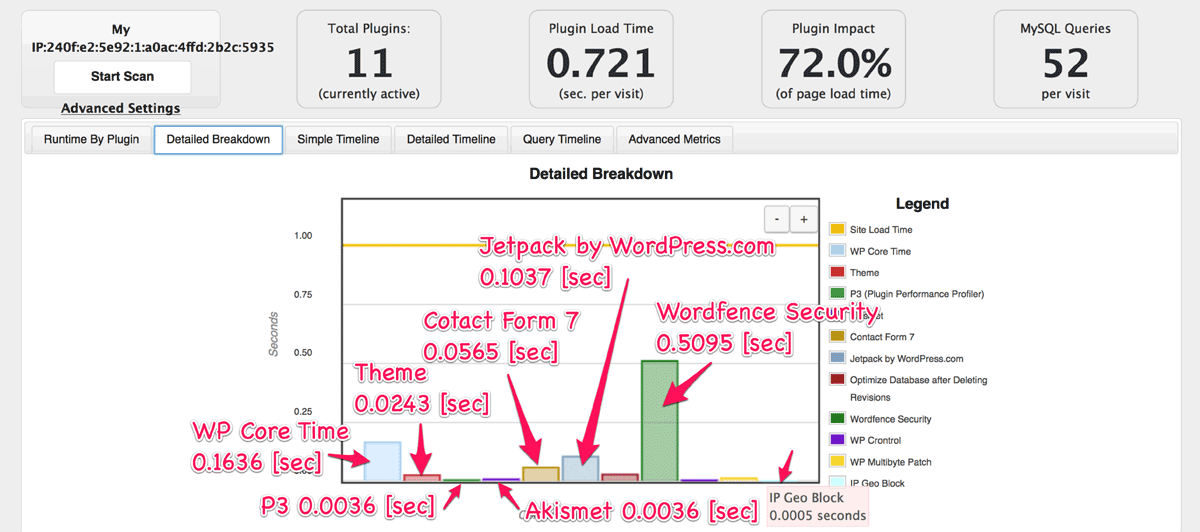 My
IP:240f:e2:5e92:1:a0ac:4ffd:2b2c:5935
Start Scan
Advanced Settings
Total Plugins:
11
(currently active)
Plugin Load Time
0.721
(sec. per visit)
Plugin Impact
72.0%
(of page load time)
MySQL Queries
52
per visit
Runtime By Plugin
Detailed Breakdown
Simple Timeline
Detailed Timeline
Query Timeline
Advanced Metrics
Detailed Breakdown
- +
Seconds
1.00
0.75
0.50
0.25
Jetpack by WordPress.com
0.1037 [sec]
Wordfence Security
0.5095 [sec]
Cotact Form 7
0.0565 [sec]
Theme
0.0243 [sec]
WP Core Time
0.1636 [sec]
P3 0.0036 [sec]
Akismet 0.0036 [sec]
IP Geo Block
0.0005 seconds
Legend
Site Load Time
WP Core Time
Theme
P3 (Plugin Performance Profiler)
Contact Form 7
Jetpack by WordPress.com
Optimize Database after Deleting
Revisions
Wordfence Security
WP Crontrol
WP Multibyte Patch
IP Geo Block